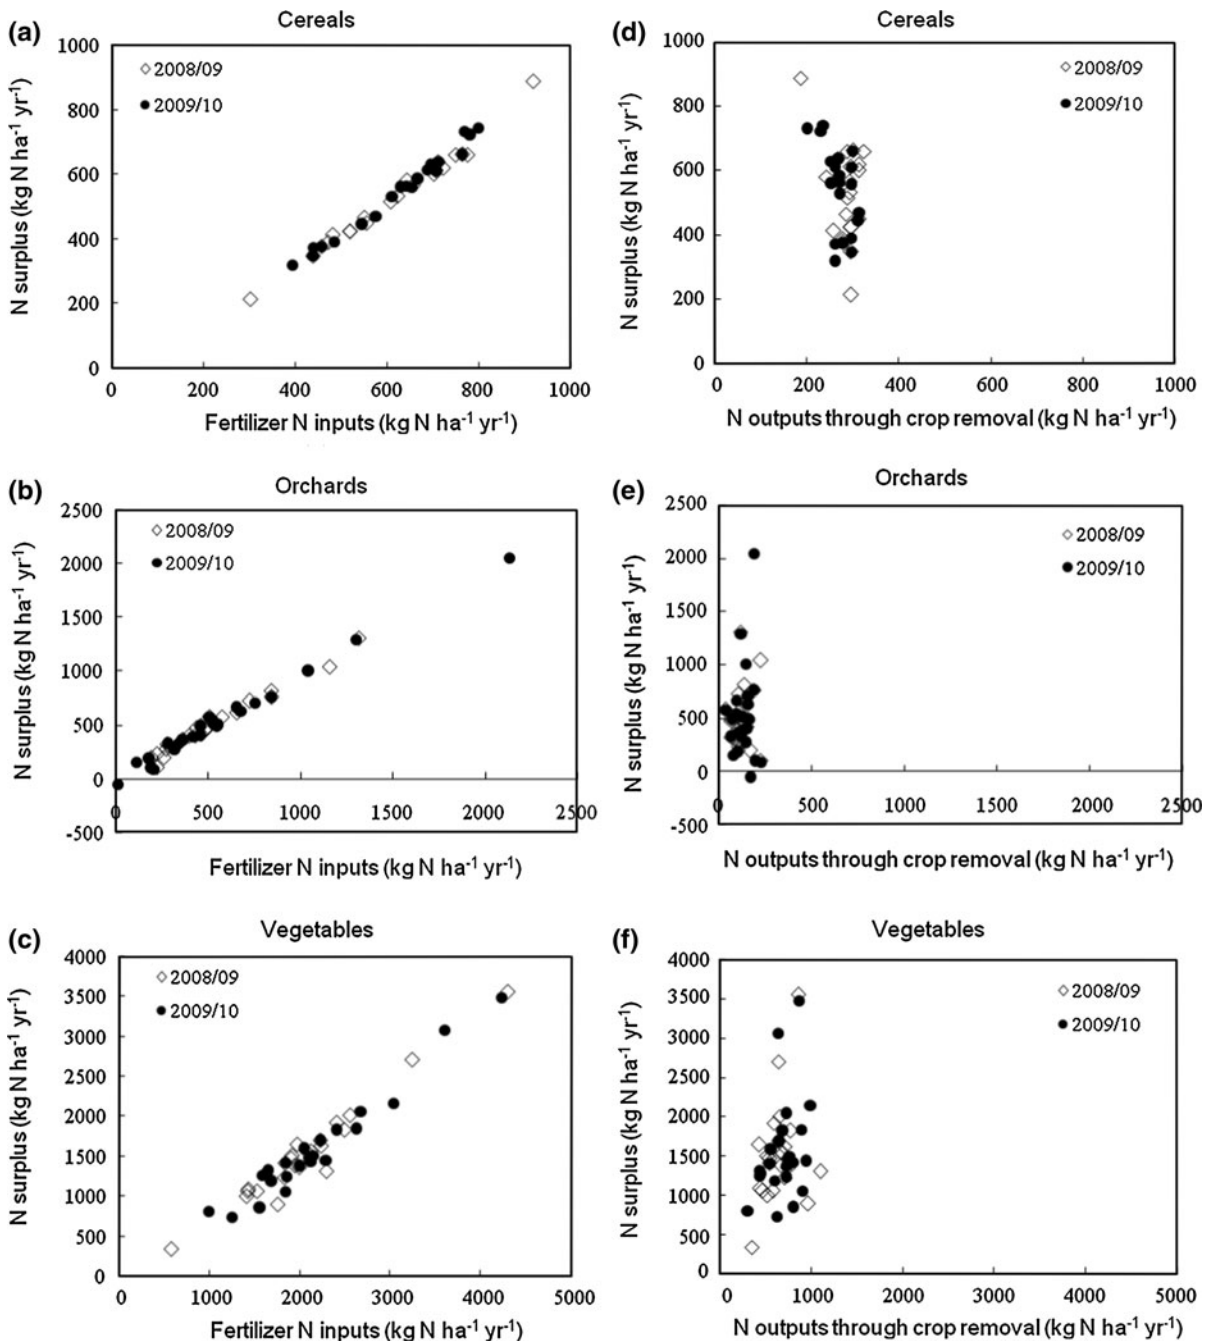 (a)
Cereals
N surplus (kg N ha⁻¹ yr⁻¹)
1000
800
600
400
200
0
2008/09
2009/10
0 200 400 600 800 1000
Fertilizer N inputs (kg N ha⁻¹ yr⁻¹)
(d)
Cereals
N surplus (kg N ha⁻¹ yr⁻¹)
1000
800
600
400
200
0
2008/09
2009/10
0 200 400 600 800 1000
N outputs through crop removal (kg N ha⁻¹ yr⁻¹)
(b)
Orchards
N surplus (kg N ha⁻¹ yr⁻¹)
2500
2000
1500
1000
500
0
-500
2008/09
2009/10
0 500 1000 1500 2000 2500
Fertilizer N inputs (kg N ha⁻¹ yr⁻¹)
(e)
Orchards
N surplus (kg N ha⁻¹ yr⁻¹)
2500
2000
1500
1000
500
0
-500
2008/09
2009/10
0 500 1000 1500 2000 2500
N outputs through crop removal (kg N ha⁻¹ yr⁻¹)
(c)
Vegetables
N surplus (kg N ha⁻¹ yr⁻¹)
4000
3500
3000
2500
2000
1500
1000
500
0
2008/09
2009/10
0 1000 2000 3000 4000 5000
Fertilizer N inputs (kg N ha⁻¹ yr⁻¹)
(f)
Vegetables
N surplus (kg N ha⁻¹ yr⁻¹)
4000
3500
3000
2500
2000
1500
1000
500
0
2008/09
2009/10
0 1000 2000 3000 4000 5000
N outputs through crop removal (kg N ha⁻¹ yr⁻¹)